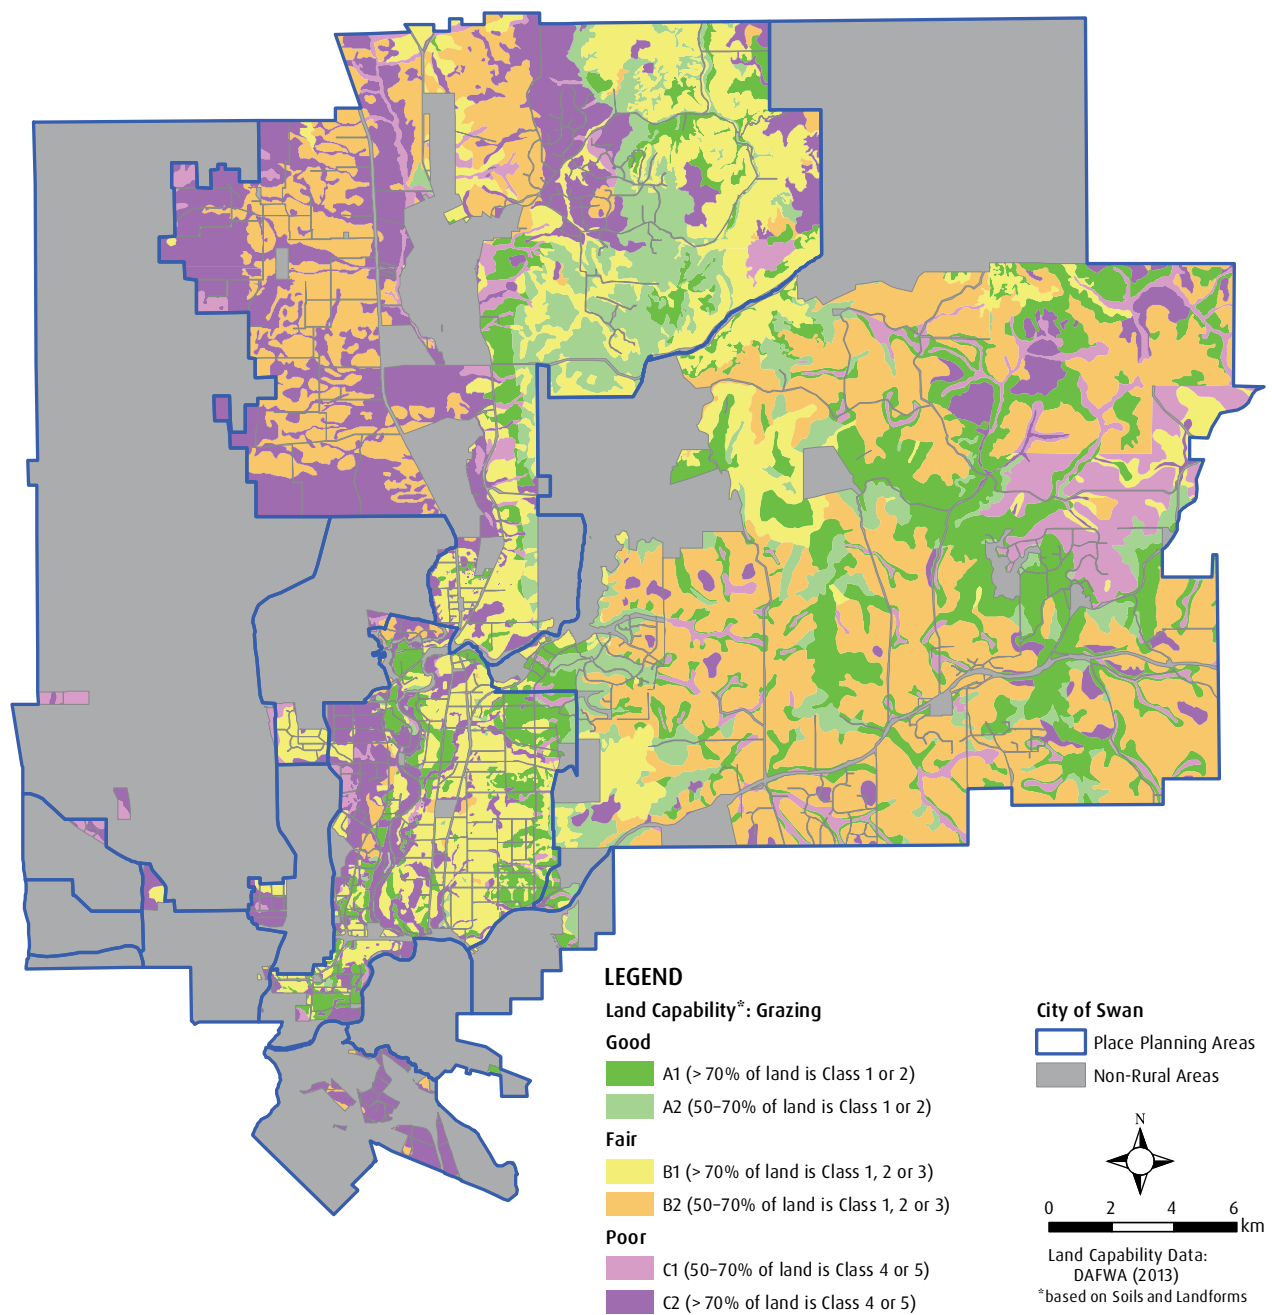 LEGEND
Land Capability*: Grazing
Good
A1 (> 70% of land is Class 1 or 2)
A2 (50–70% of land is Class 1 or 2)
Fair
B1 (> 70% of land is Class 1, 2 or 3)
B2 (50–70% of land is Class 1, 2 or 3)
Poor
C1 (50–70% of land is Class 4 or 5)
C2 (> 70% of land is Class 4 or 5)
City of Swan
Place Planning Areas
Non-Rural Areas
N
0 2 4 6
km
Land Capability Data:
DAFWA (2013)
*based on Soils and Landforms